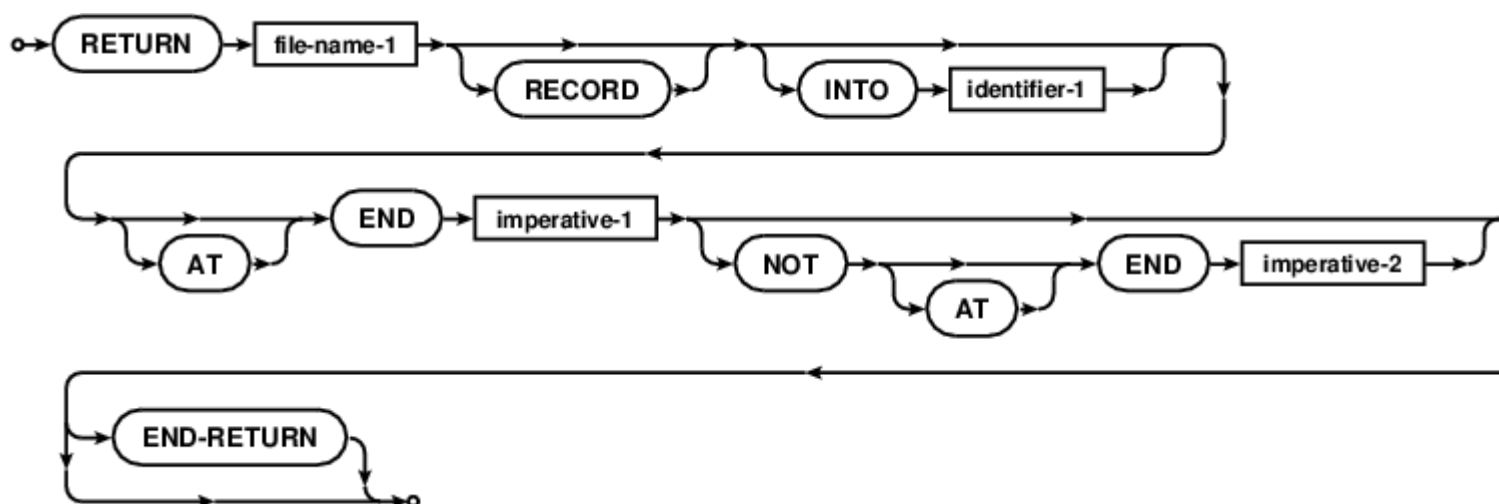 RETURN file-name-1
RECORD INTO identifier-1
END imperative-1
AT NOT END imperative-2
AT
END-RETURN